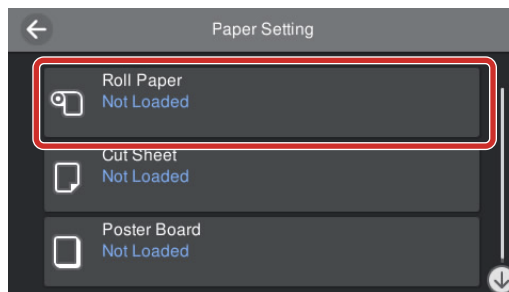 Paper Setting
Roll Paper
Not Loaded
Cut Sheet
Not Loaded
Poster Board
Not Loaded